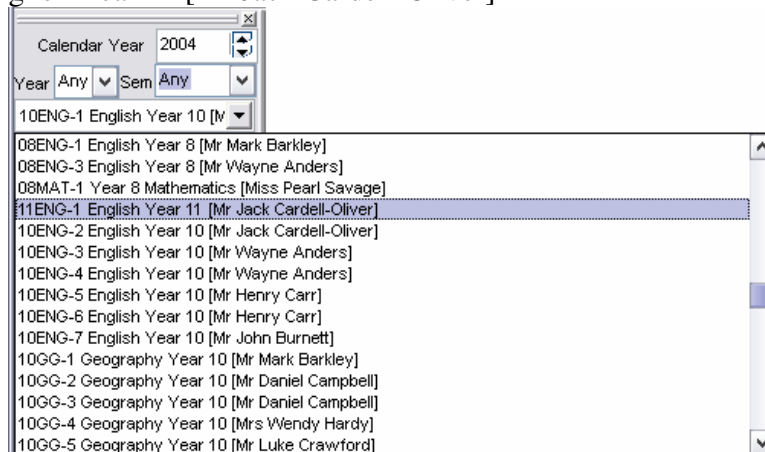 Calendar Year 2004
Year Any Sem Any
10ENG-1 English Year 10 [M
08ENG-1 English Year 8 [Mr Mark Barkley]
08ENG-3 English Year 8 [Mr Wayne Anders]
08MAT-1 Year 8 Mathematics [Miss Pearl Savage]
11ENG-1 English Year 11 [Mr Jack Cardell-Oliver]
10ENG-2 English Year 10 [Mr Jack Cardell-Oliver]
10ENG-3 English Year 10 [Mr Wayne Anders]
10ENG-4 English Year 10 [Mr Wayne Anders]
10ENG-5 English Year 10 [Mr Henry Carr]
10ENG-6 English Year 10 [Mr Henry Carr]
10ENG-7 English Year 10 [Mr John Burnett]
10GG-1 Geography Year 10 [Mr Mark Barkley]
10GG-2 Geography Year 10 [Mr Daniel Campbell]
10GG-3 Geography Year 10 [Mr Daniel Campbell]
10GG-4 Geography Year 10 [Mrs Wendy Hardy]
10GG-5 Geography Year 10 [Mr Luke Crawford]